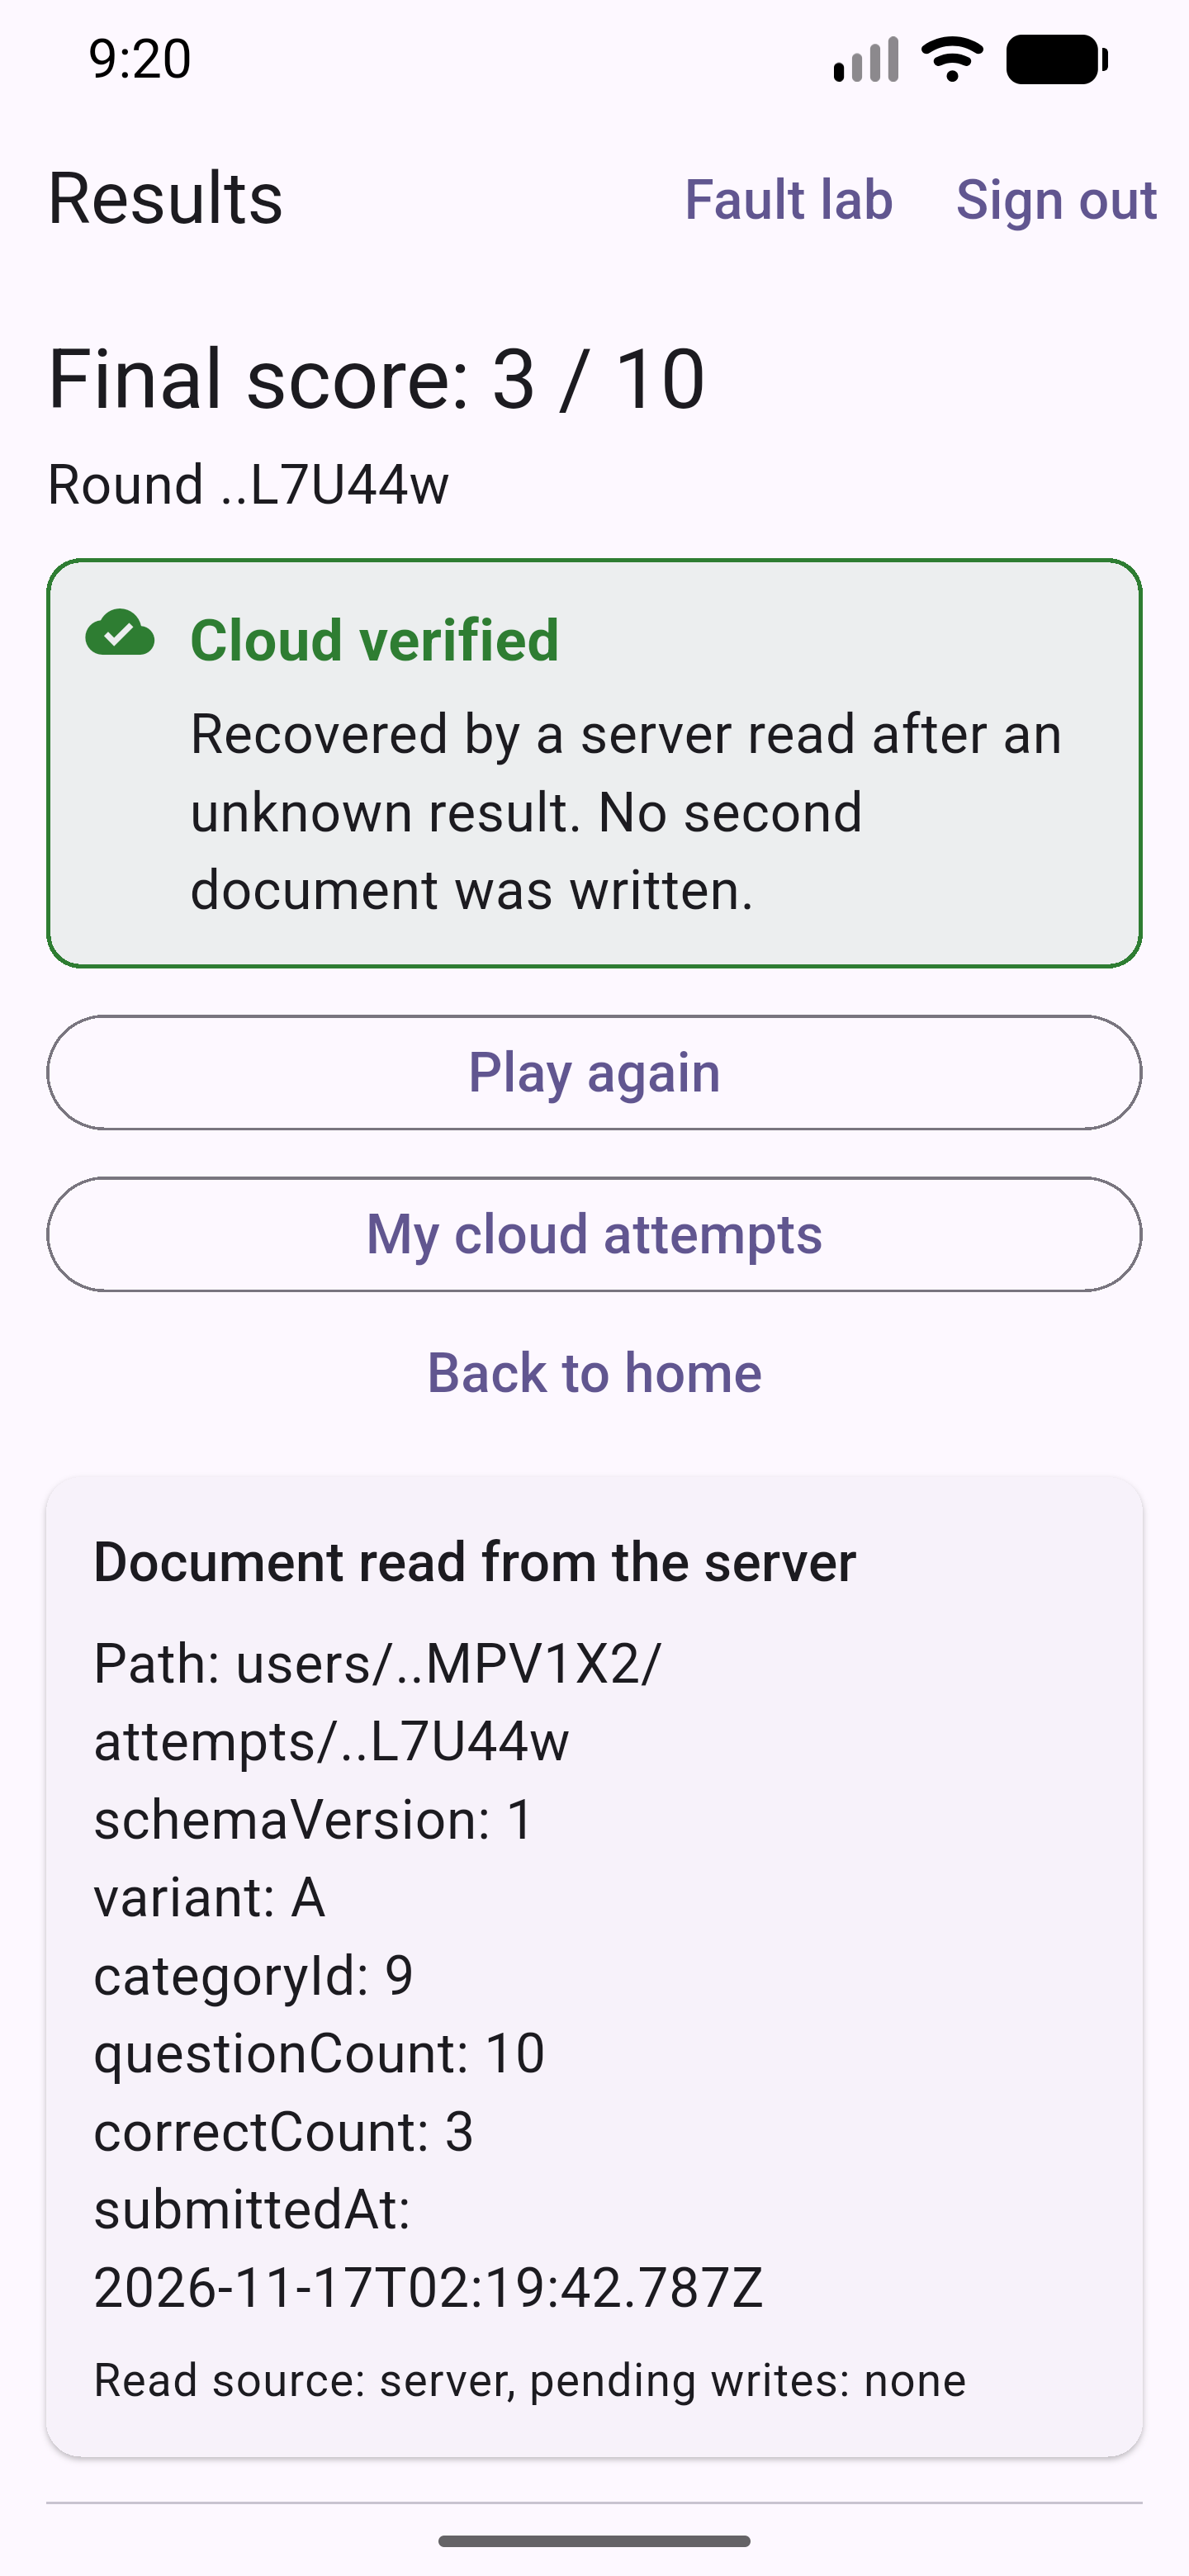 9:20
Results
Fault lab
Sign out
Final score: 3 / 10
Round ..L7U44w
Cloud verified
Recovered by a server read after an
unknown result. No second
document was written.
Play again
My cloud attempts
Back to home
Document read from the server
Path: users/..MPV1X2/
attempts/..L7U44w
schemaVersion: 1
variant: A
categoryId: 9
questionCount: 10
correctCount: 3
submittedAt:
2026-11-17T02:19:42.787Z
Read source: server, pending writes: none